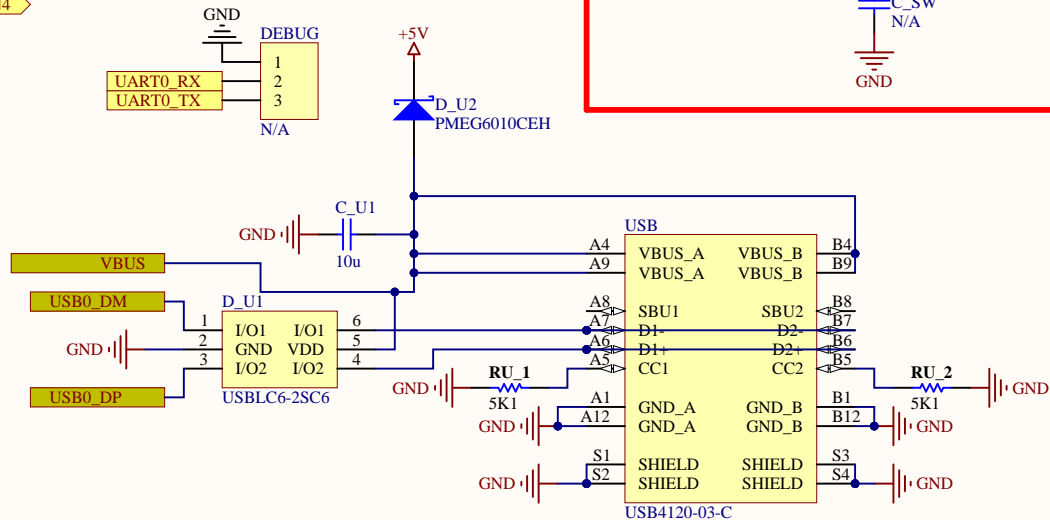 C_SW
N/A
GND
GND
DEBUG
1
UART0_RX
2
UART0_TX
3
N/A
+5V
D_U2
PMEG6010CEH
C_U1
GND
10u
USB
A4
VBUS_A
VBUS_B
B4
A9
VBUS_A
VBUS_B
B9
VBUS
USB0_DM
D_U1
A8
SBU1
SBU2
B8
1
I/O1
I/O1
6
A7
D1-
D2-
B7
GND
2
GND
VDD
5
A6
D1+
D2+
B6
3
I/O2
I/O2
4
A5
CC1
CC2
B5
USB0_DP
USBLC6-2SC6
GND
RU_1
5K1
RU_2
5K1
GND
A1
GND_A
GND_B
B1
GND
A12
GND_A
GND_B
B12
GND
S1
SHIELD
SHIELD
S3
GND
S2
SHIELD
SHIELD
S4
GND
USB4120-03-C